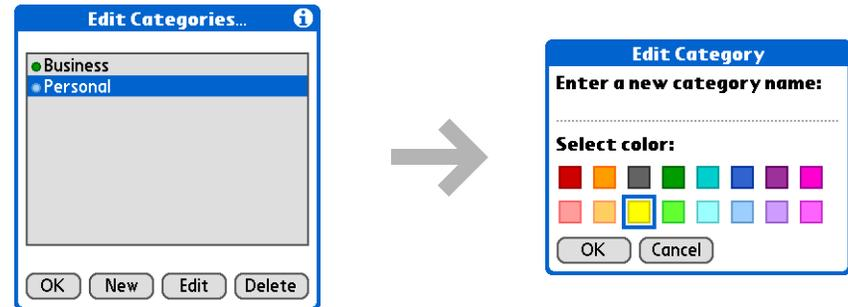 Edit Categories...
Business
Personal
OK New Edit Delete
Edit Category
Enter a new category name:
Select color:
OK Cancel